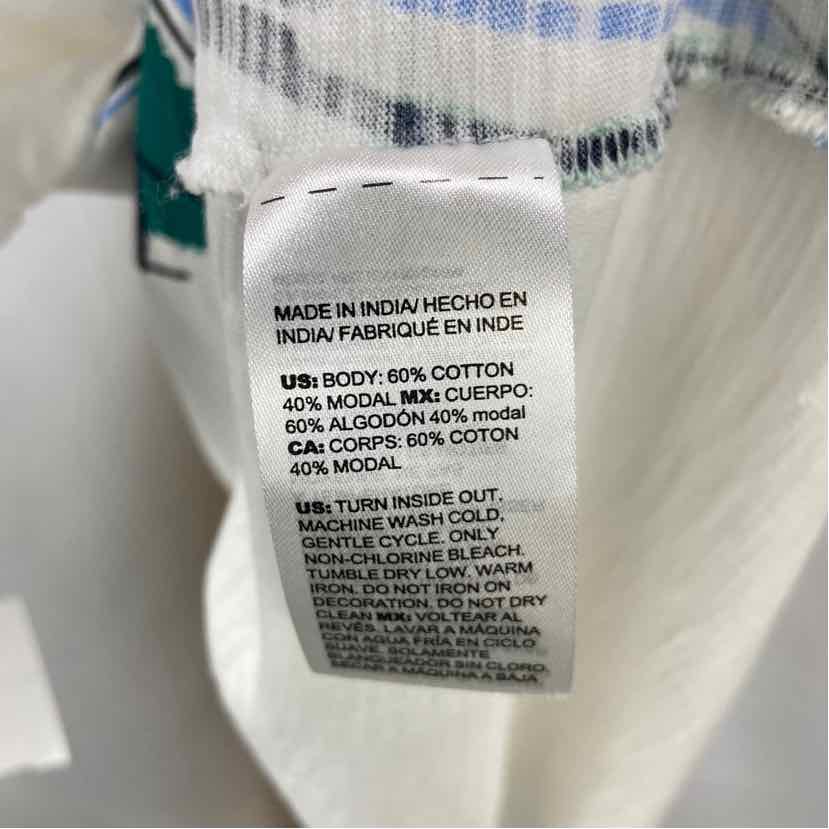 MADE IN INDIA/ HECHO EN
INDIA/ FABRIQUÉ EN INDE
US: BODY: 60% COTTON
40% MODAL MX: CUERPO:
60% ALGODÓN 40% modal
CA: CORPS: 60% COTON
40% MODAL
US: TURN INSIDE OUT.
MACHINE WASH COLD,
GENTLE CYCLE. ONLY
NON-CHLORINE BLEACH.
TUMBLE DRY LOW. WARM
IRON. DO NOT IRON ON
DECORATION. DO NOT DRY
CLEAN MX: VOLTEAR AL
REVÉS. LAVAR A MÁQUINA
CON AGUA FRÍA EN CICLO
SUAVE. SOLAMENTE
BLANQUEADOR SIN CLORO.
SECAR A MÁQUINA A BAJA